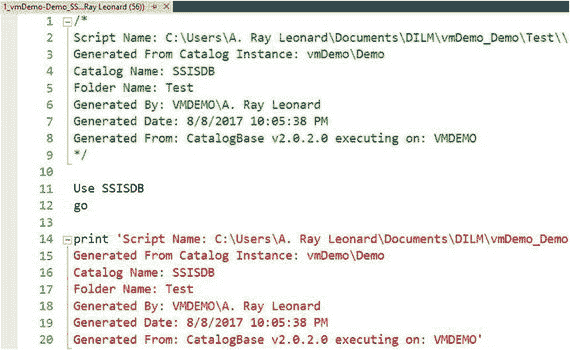 1_vmDemo-Demo_SS...Ray Leonard (56))
1 /*
2 Script Name: C:\Users\A. Ray Leonard\Documents\DILM\vmDemo_Demo\Test\\
3 Generated From Catalog Instance: vmDemo\Demo
4 Catalog Name: SSISDB
5 Folder Name: Test
6 Generated By: VMDEMO\A. Ray Leonard
7 Generated Date: 8/8/2017 10:05:38 PM
8 Generated From: CatalogBase v2.0.2.0 executing on: VMDEMO
9 */
10
11 Use SSISDB
12 go
13
14 print 'Script Name: C:\Users\A. Ray Leonard\Documents\DILM\vmDemo_Demo
15 Generated From Catalog Instance: vmDemo\Demo
16 Catalog Name: SSISDB
17 Folder Name: Test
18 Generated By: VMDEMO\A. Ray Leonard
19 Generated Date: 8/8/2017 10:05:38 PM
20 Generated From: CatalogBase v2.0.2.0 executing on: VMDEMO'